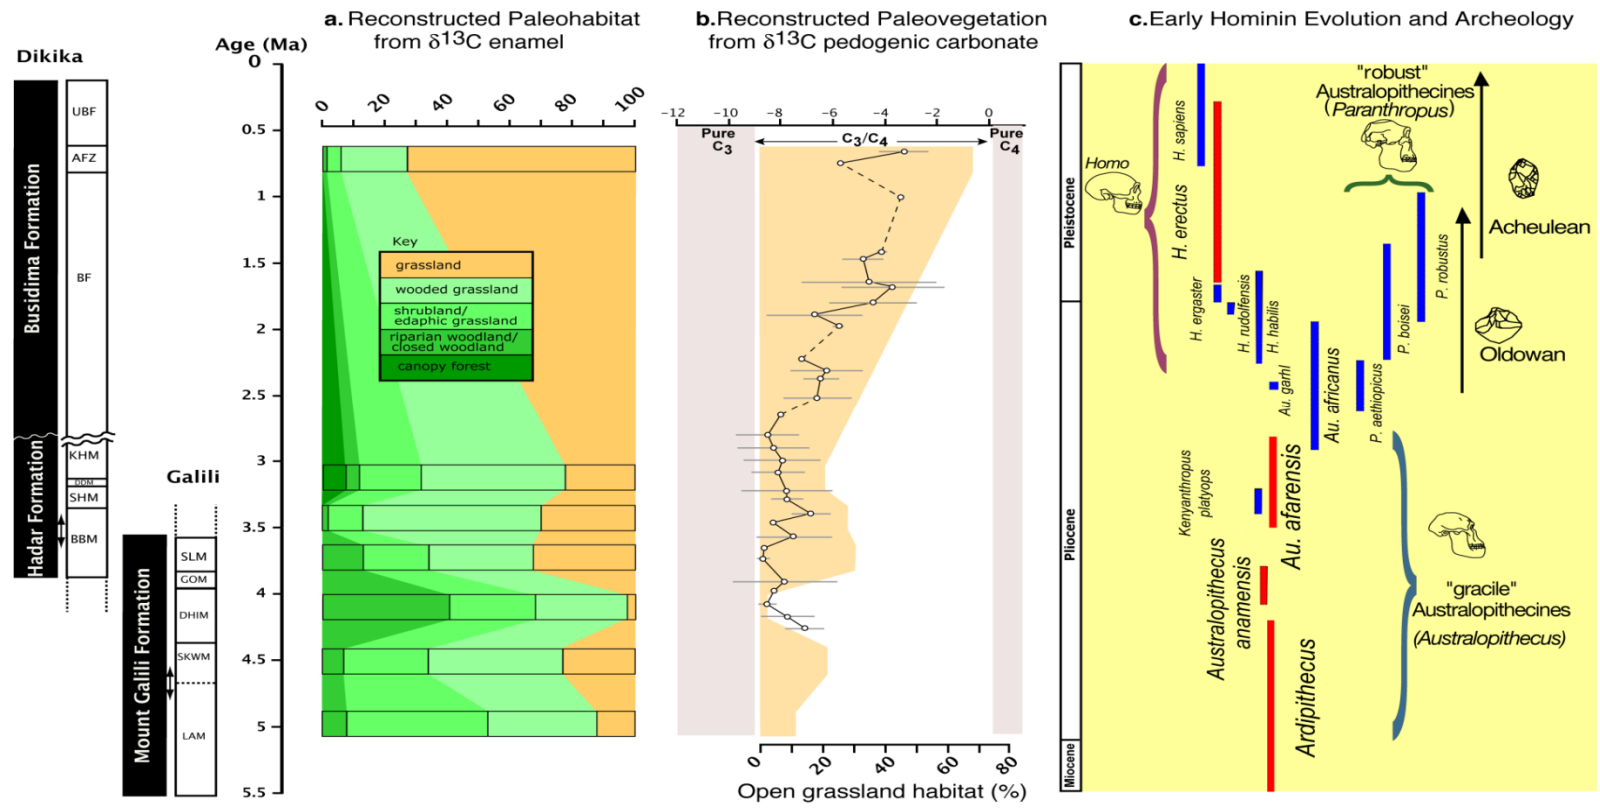 Dikika
Busidima Formation
Hadar Formation
UBF
AFZ
BF
KHM
DDM
SHM
BBM
Galili
Mount Galili Formation
SLM
GOM
DHIM
SKWM
LAM
Age (Ma)
0
0.5
1
1.5
2
2.5
3
3.5
4
4.5
5
5.5
a. Reconstructed Paleohabitat
from δ13C enamel
0 20 40 60 80 100
Key
grassland
wooded grassland
shrubland/
edaphic grassland
riparian woodland/
closed woodland
canopy forest
b.Reconstructed Paleovegetation
from δ13C pedogenic carbonate
−12 −10 −8 −6 −4 −2 0
Pure
C3
C3/C4
Pure
C4
0 20 40 60 80
Open grassland habitat (%)
c.Early Hominin Evolution and Archeology
Pleistocene
Pliocene
Miocene
Homo
H. sapiens
H. erectus
H. ergaster
H. rudolfensis
H. habilis
Au. garhI
Au. africanus
P. aethiopicus
P. boisei
P. robustus
"robust"
Australopithecines
(Paranthropus)
Acheulean
Oldowan
Kenyanthropus
platyops
Au. afarensis
Australopithecus
anamensis
Ardipithecus
"gracile"
Australopithecines
(Australopithecus)